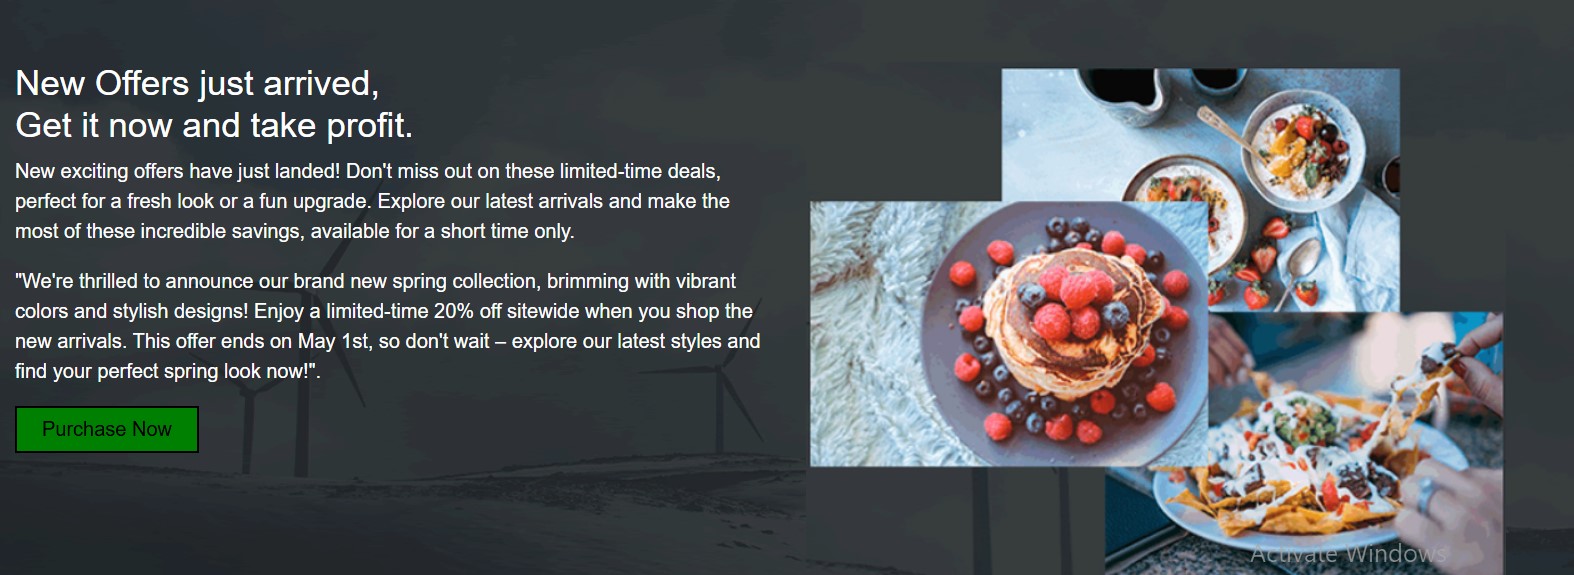 New Offers just arrived,
Get it now and take profit.
New exciting offers have just landed! Don't miss out on these limited-time deals,
perfect for a fresh look or a fun upgrade. Explore our latest arrivals and make the
most of these incredible savings, available for a short time only.
"We're thrilled to announce our brand new spring collection, brimming with vibrant
colors and stylish designs! Enjoy a limited-time 20% off sitewide when you shop the
new arrivals. This offer ends on May 1st, so don't wait – explore our latest styles and
find your perfect spring look now!".
Purchase Now
Activate Windows